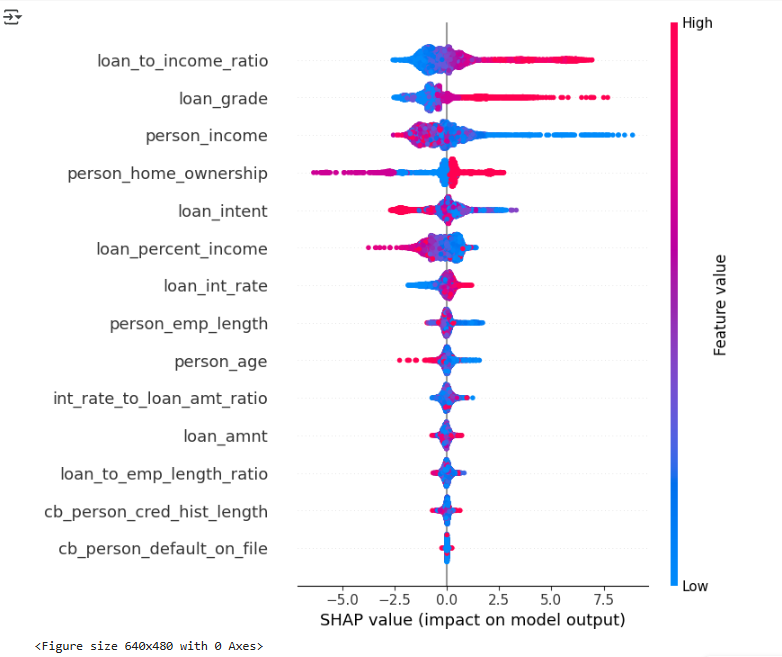 High
loan_to_income_ratio
loan_grade
person_income
person_home_ownership
loan_intent
loan_percent_income
loan_int_rate
person_emp_length
person_age
int_rate_to_loan_amt_ratio
loan_amnt
loan_to_emp_length_ratio
cb_person_cred_hist_length
cb_person_default_on_file
Feature value
Low
−5.0 −2.5 0.0 2.5 5.0 7.5
SHAP value (impact on model output)
<Figure size 640x480 with 0 Axes>